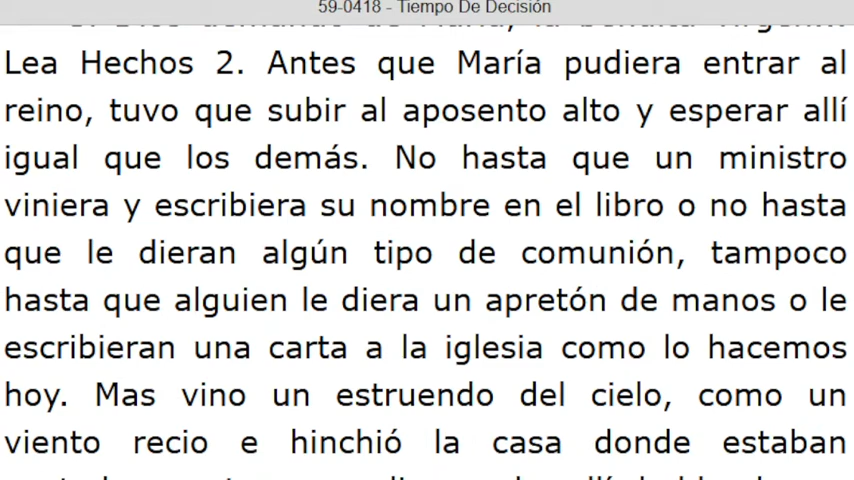 59-0418 - Tiempo De Decisión
Lea Hechos 2. Antes que María pudiera entrar al
reino, tuvo que subir al aposento alto y esperar allí
igual que los demás. No hasta que un ministro
viniera y escribiera su nombre en el libro o no hasta
que le dieran algún tipo de comunión, tampoco
hasta que alguien le diera un apretón de manos o le
escribieran una carta a la iglesia como lo hacemos
hoy. Mas vino un estruendo del cielo, como un
viento recio e hinchió la casa donde estaban